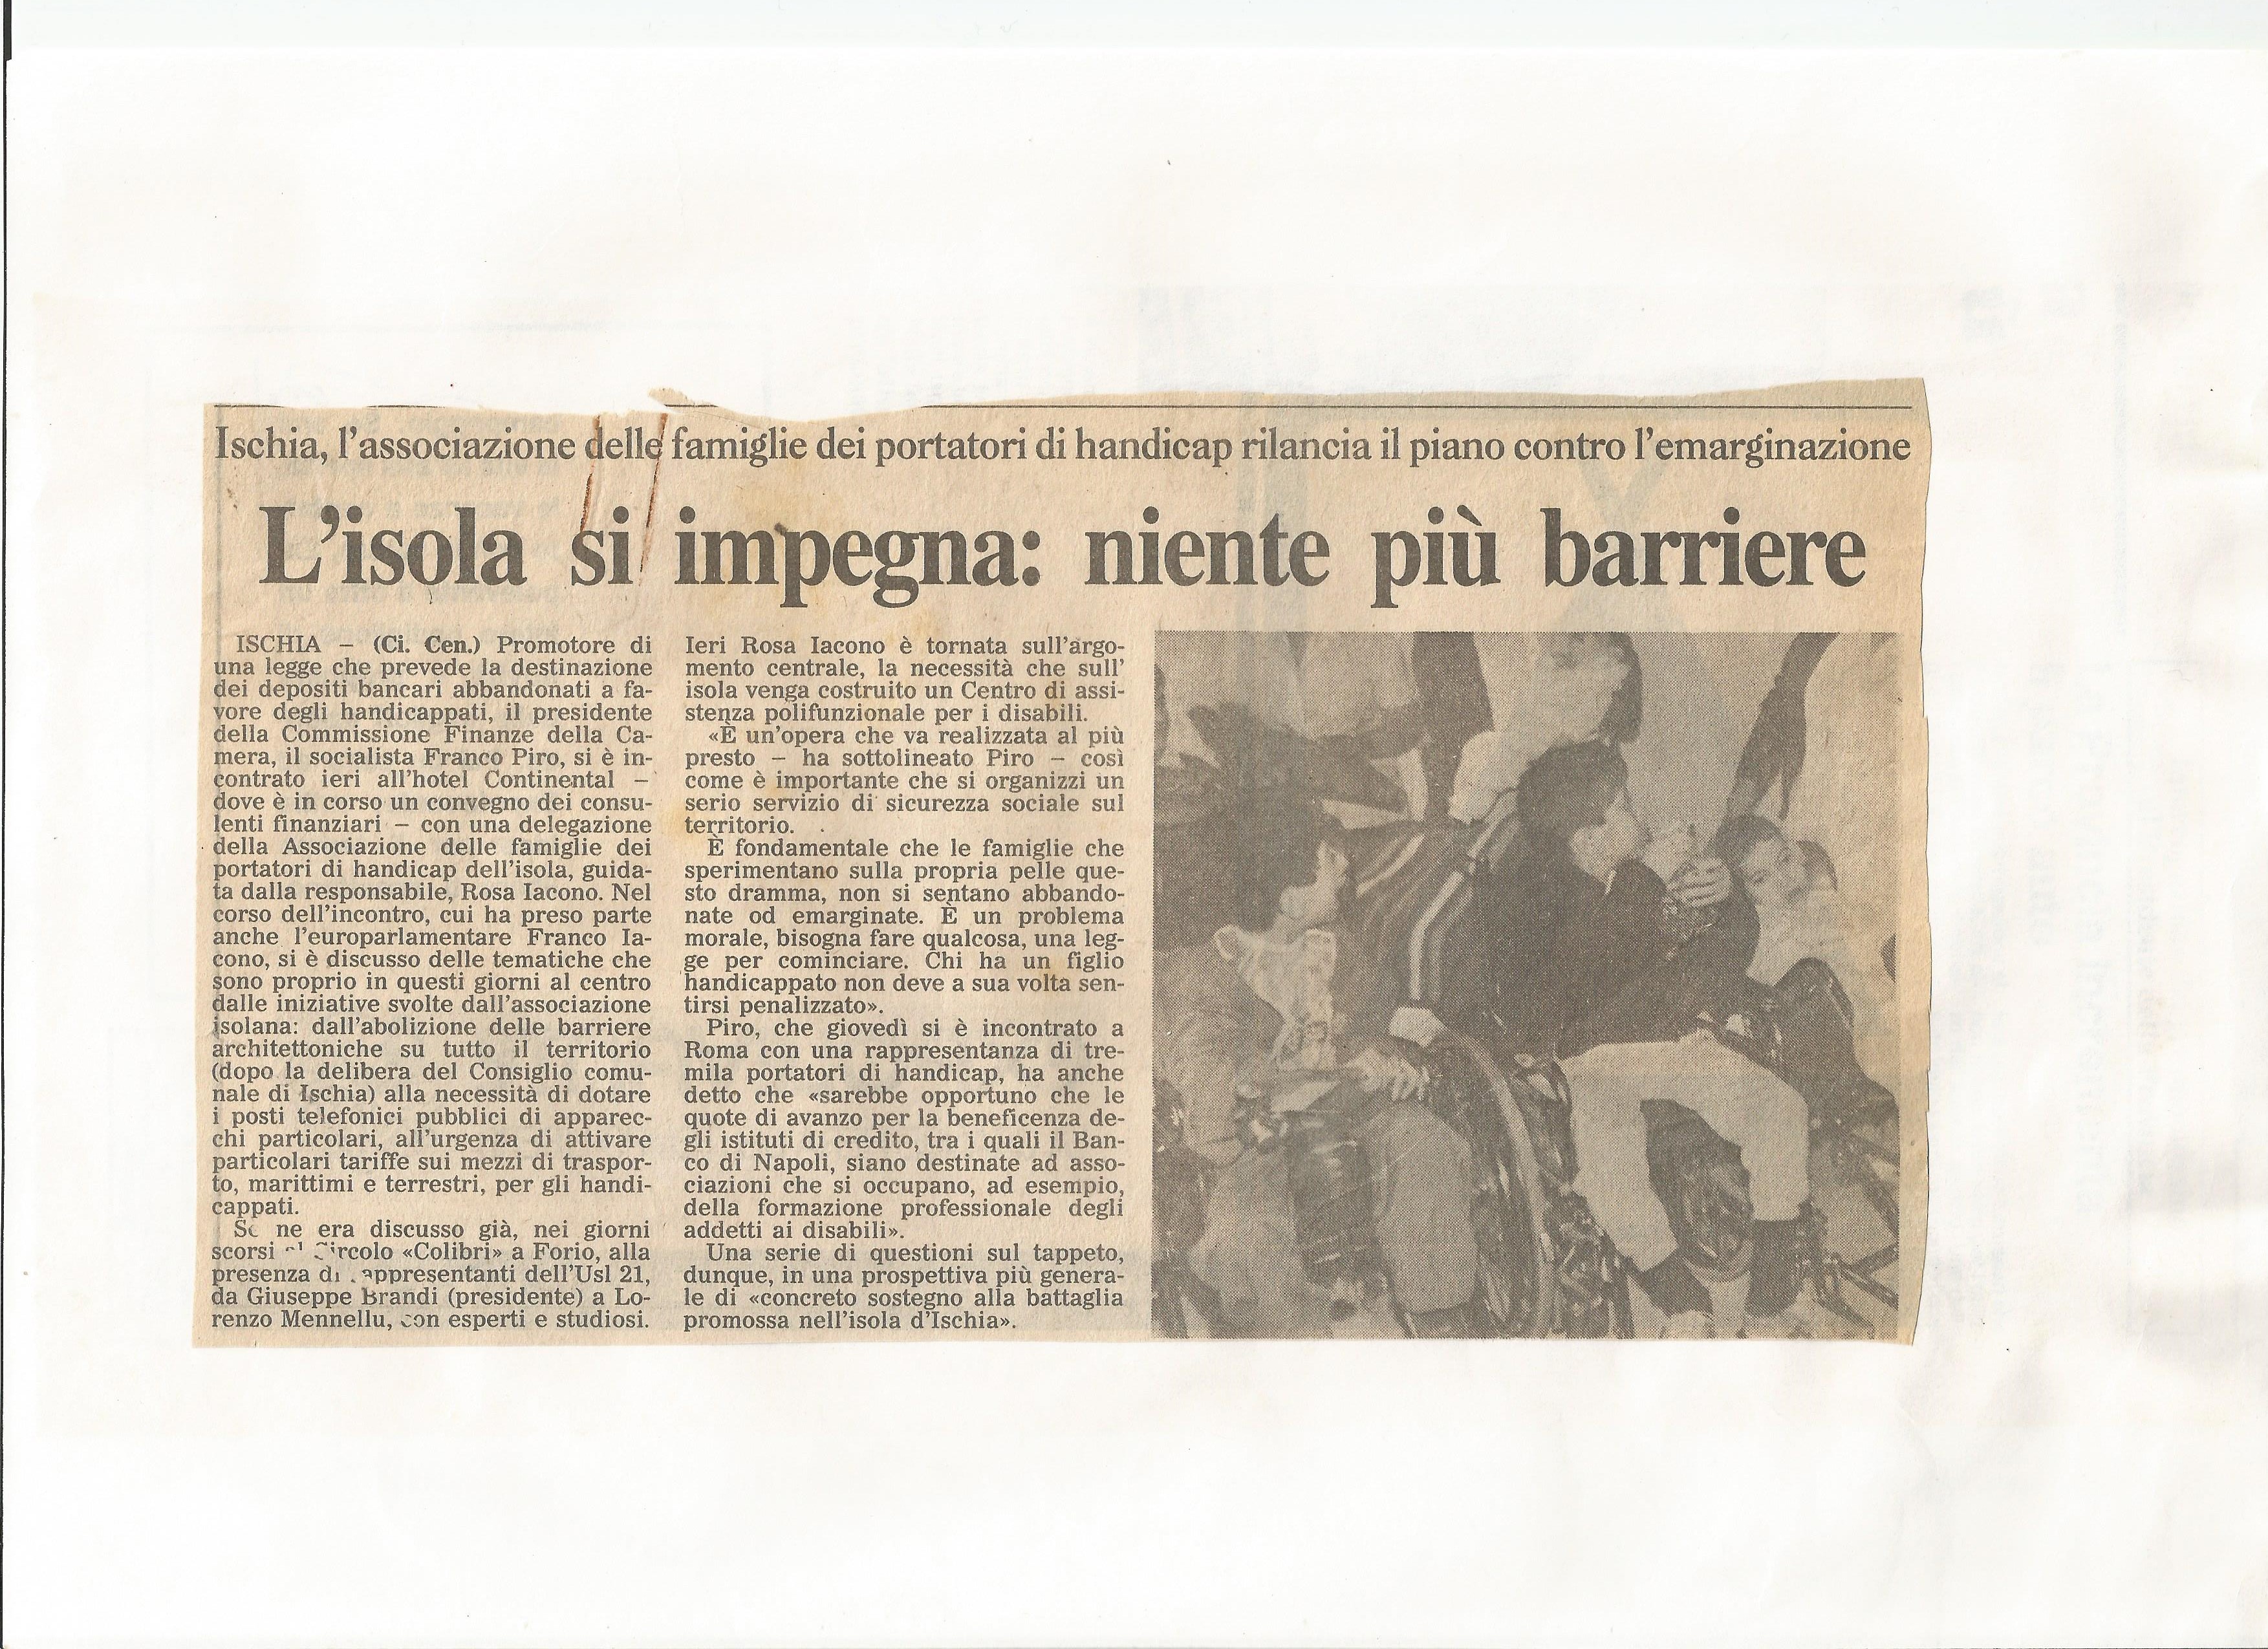 Ischia, l'associazione delle famiglie dei portatori di handicap rilancia il piano contro l'emarginazione
L'isola si impegna: niente più barriere
ISCHIA – (Ci. Cen.) Promotore di
una legge che prevede la destinazione
dei depositi bancari abbandonati a fa-
vore degli handicappati, il presidente
della Commissione Finanze della Ca-
mera, il socialista Franco Piro, si è in-
contrato ieri all'hotel Continental –
dove è in corso un convegno dei consu-
lenti finanziari – con una delegazione
della Associazione delle famiglie dei
portatori di handicap dell'isola, guida-
ta dalla responsabile, Rosa Iacono. Nel
corso dell'incontro, cui ha preso parte
anche l'europarlamentare Franco Ia-
cono, si è discusso delle tematiche che
sono proprio in questi giorni al centro
dalle iniziative svolte dall'associazione
isolana: dall'abolizione delle barriere
architettoniche su tutto il territorio
(dopo la delibera del Consiglio comu-
nale di Ischia) alla necessità di dotare
i posti telefonici pubblici di apparec-
chi particolari, all'urgenza di attivare
particolari tariffe sui mezzi di traspor-
to, marittimi e terrestri, per gli handi-
cappati.
Se ne era discusso già, nei giorni
scorsi al Circolo «Colibri» a Forio, alla
presenza di rappresentanti dell'Usl 21,
da Giuseppe Brandi (presidente) a Lo-
renzo Mennellu, con esperti e studiosi.
Ieri Rosa Iacono è tornata sull'argo-
mento centrale, la necessità che sull'
isola venga costruito un Centro di assi-
stenza polifunzionale per i disabili.
«È un'opera che va realizzata al più
presto – ha sottolineato Piro – così
come è importante che si organizzi un
serio servizio di sicurezza sociale sul
territorio.
È fondamentale che le famiglie che
sperimentano sulla propria pelle que-
sto dramma, non si sentano abbando-
nate od emarginate. È un problema
morale, bisogna fare qualcosa, una leg-
ge per cominciare. Chi ha un figlio
handicappato non deve a sua volta sen-
tirsi penalizzato».
Piro, che giovedì si è incontrato a
Roma con una rappresentanza di tre-
mila portatori di handicap, ha anche
detto che «sarebbe opportuno che le
quote di avanzo per la beneficenza de-
gli istituti di credito, tra i quali il Ban-
co di Napoli, siano destinate ad asso-
ciazioni che si occupano, ad esempio,
della formazione professionale degli
addetti ai disabili».
Una serie di questioni sul tappeto,
dunque, in una prospettiva più genera-
le di «concreto sostegno alla battaglia
promossa nell'isola d'Ischia».